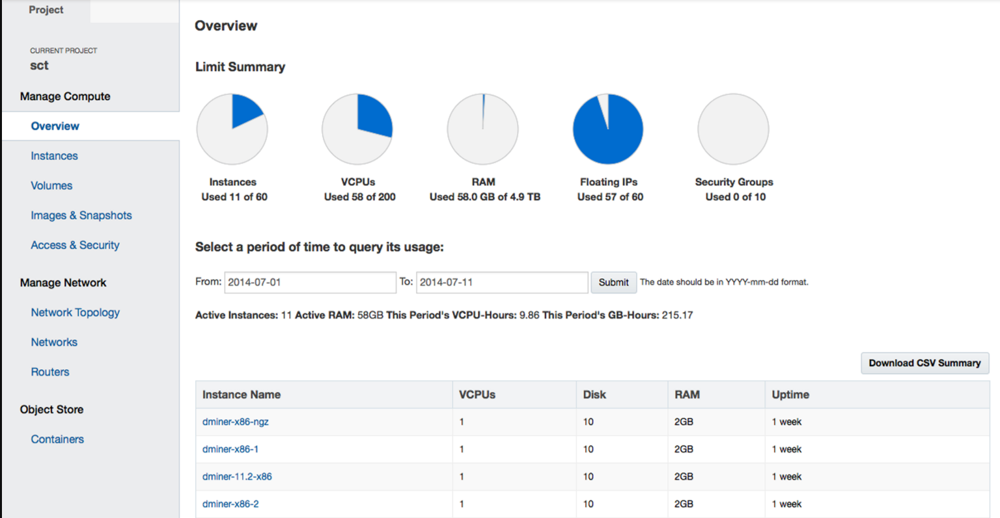 Project
CURRENT PROJECT
sct
Manage Compute
Overview
Instances
Volumes
Images & Snapshots
Access & Security
Manage Network
Network Topology
Networks
Routers
Object Store
Containers
Overview
Limit Summary
Instances
Used 11 of 60
VCPUs
Used 58 of 200
RAM
Used 58.0 GB of 4.9 TB
Floating IPs
Used 57 of 60
Security Groups
Used 0 of 10
Select a period of time to query its usage:
From: 2014-07-01 To: 2014-07-11 Submit The date should be in YYYY-mm-dd format.
Active Instances: 11 Active RAM: 58GB This Period's VCPU-Hours: 9.86 This Period's GB-Hours: 215.17
Download CSV Summary
Instance Name VCPUs Disk RAM Uptime
dminer-x86-ngz 1 10 2GB 1 week
dminer-x86-1 1 10 2GB 1 week
dminer-11.2-x86 1 10 2GB 1 week
dminer-x86-2 1 10 2GB 1 week